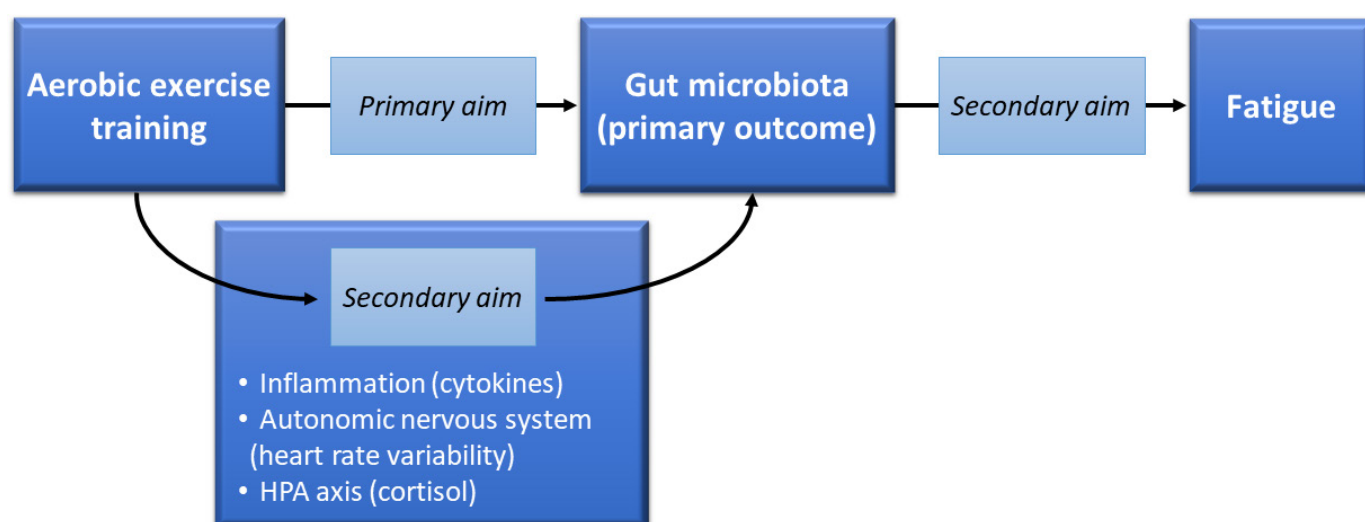 Aerobic exercise
training
Primary aim
Gut microbiota
(primary outcome)
Secondary aim
Fatigue
Secondary aim
• Inflammation (cytokines)
• Autonomic nervous system
(heart rate variability)
• HPA axis (cortisol)